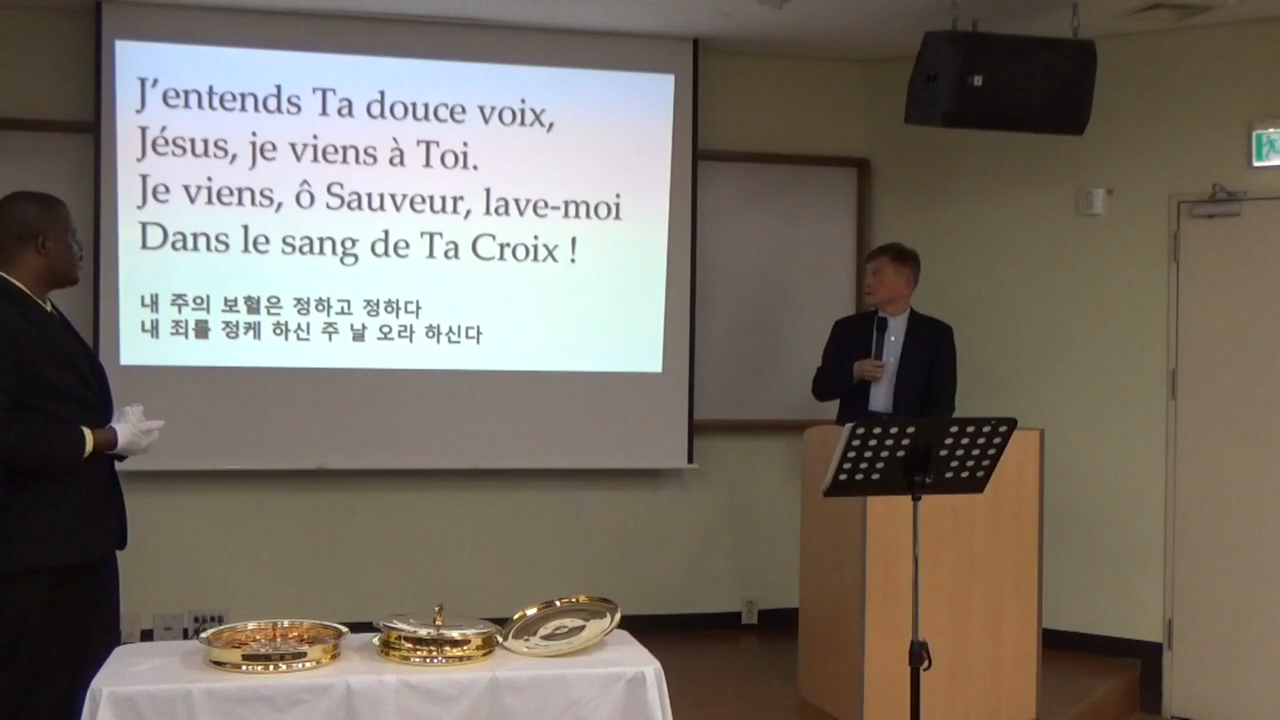 J’entends Ta douce voix,
Jésus, je viens à Toi.
Je viens, ô Sauveur, lave-moi
Dans le sang de Ta Croix !
내 주의 보혈은 정하고 정하다
내 죄를 정케 하신 주 날 오라 하신다